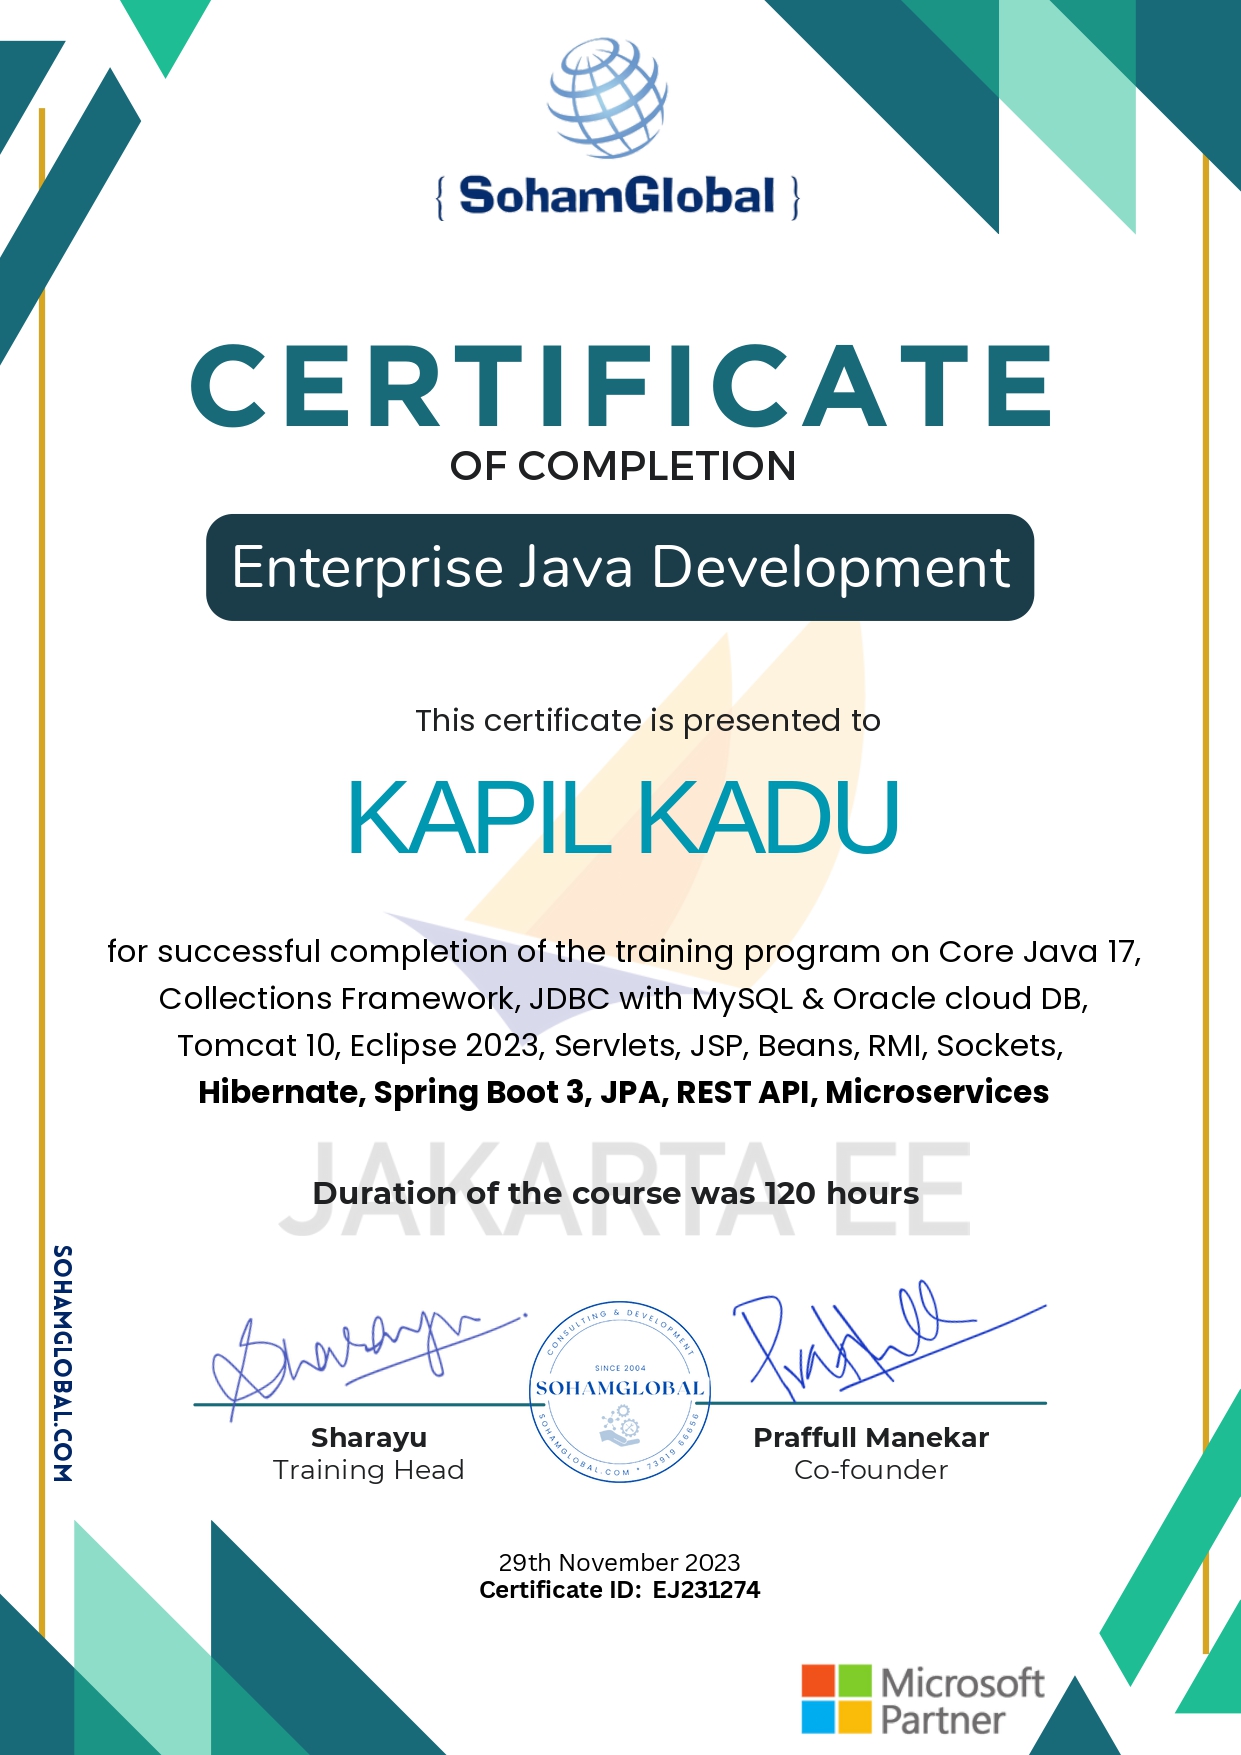 { SohamGlobal }
CERTIFICATE
OF COMPLETION
Enterprise Java Development
This certificate is presented to
KAPIL KADU
for successful completion of the training program on Core Java 17,
Collections Framework, JDBC with MySQL & Oracle cloud DB,
Tomcat 10, Eclipse 2023, Servlets, JSP, Beans, RMI, Sockets,
Hibernate, Spring Boot 3, JPA, REST API, Microservices
JAKARTA EE
Duration of the course was 120 hours
SOHAMGLOBAL.COM
Sharayu
Praffull
CONSULTING & DEVELOPMENT
SINCE 2004
SOHAMGLOBAL
SOHAMGLOBAL.COM * 73919 66656
Sharayu
Training Head
Praffull Manekar
Co-founder
29th November 2023
Certificate ID: EJ231274
Microsoft
Partner